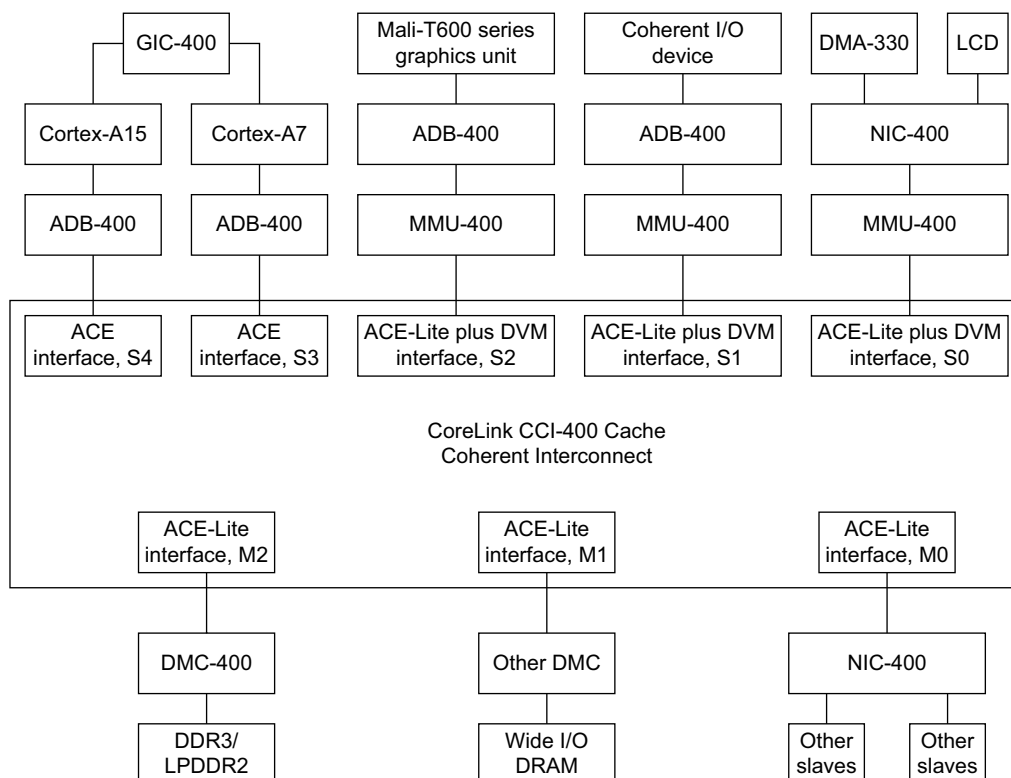 GIC-400
Mali-T600 series
graphics unit
Coherent I/O
device
DMA-330
LCD
Cortex-A15
Cortex-A7
ADB-400
ADB-400
NIC-400
ADB-400
ADB-400
MMU-400
MMU-400
MMU-400
ACE
interface, S4
ACE
interface, S3
ACE-Lite plus DVM
interface, S2
ACE-Lite plus DVM
interface, S1
ACE-Lite plus DVM
interface, S0
CoreLink CCI-400 Cache
Coherent Interconnect
ACE-Lite
interface, M2
ACE-Lite
interface, M1
ACE-Lite
interface, M0
DMC-400
Other DMC
NIC-400
DDR3/
LPDDR2
Wide I/O
DRAM
Other
slaves
Other
slaves